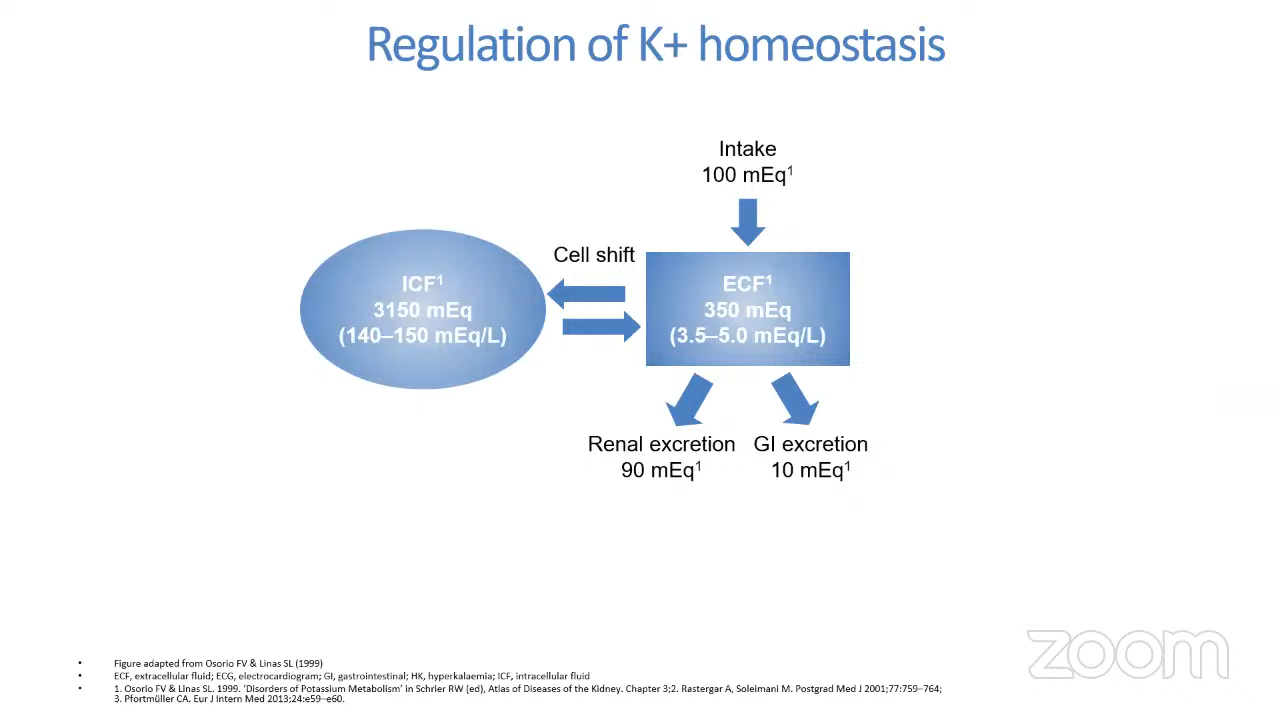 Regulation of K+ homeostasis
Intake
100 mEq¹
Cell shift
ICF¹
3150 mEq
(140–150 mEq/L)
ECF¹
350 mEq
(3.5–5.0 mEq/L)
Renal excretion
90 mEq¹
GI excretion
10 mEq¹
zoom
• Figure adapted from Osorio FV & Linas SL (1999)
• ECF, extracellular fluid; ECG, electrocardiogram; GI, gastrointestinal; HK, hyperkalaemia; ICF, intracellular fluid
• 1. Osorio FV & Linas SL. 1999. ‘Disorders of Potassium Metabolism’ in Schrier RW (ed), Atlas of Diseases of the Kidney. Chapter 3;2. Rastergar A, Soleimani M. Postgrad Med J 2001;77:759–764;
3. Pfortmüller CA. Eur J Intern Med 2013;24:e59–e60.